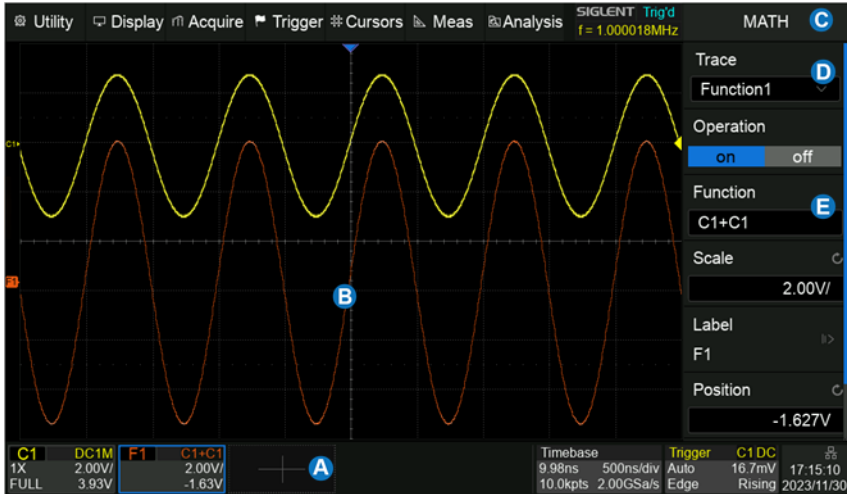 Utility Display Acquire Trigger Cursors Meas Analysis SIGLENT Trig'd
f = 1.000018MHz
MATH C
Trace
Function1 D
Operation
on off
Function
C1+C1 E
Scale
2.00V/
Label
F1
Position
-1.627V
C1
F1
B
C1 DC1M
1X 2.00V/
FULL 3.93V
F1 C1+C1
2.00V/
-1.63V
A
Timebase
9.98ns 500ns/div
10.0kpts 2.00GSa/s
Trigger C1 DC
Auto 16.7mV
Edge Rising
17:15:10
2023/11/30